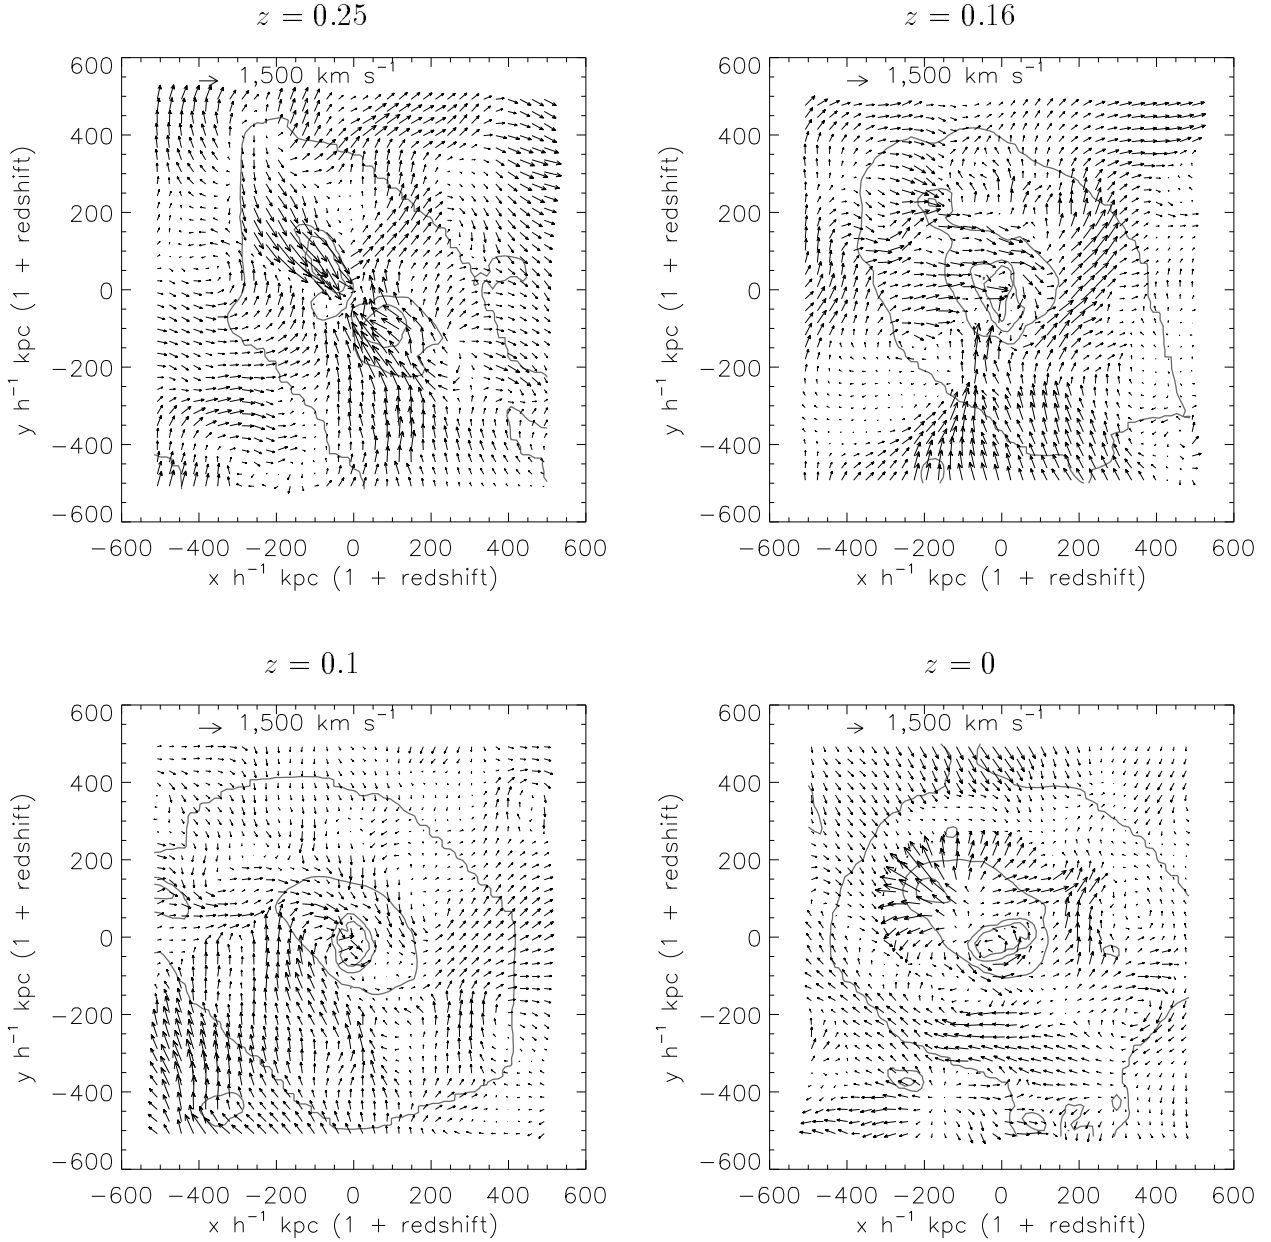 z = 0.25
1,500 km s⁻¹
600
400
200
0
−200
−400
−600
y h⁻¹ kpc (1 + redshift)
−600 −400 −200 0 200 400 600
x h⁻¹ kpc (1 + redshift)
z = 0.16
1,500 km s⁻¹
600
400
200
0
−200
−400
−600
y h⁻¹ kpc (1 + redshift)
−600 −400 −200 0 200 400 600
x h⁻¹ kpc (1 + redshift)
z = 0.1
1,500 km s⁻¹
600
400
200
0
−200
−400
−600
y h⁻¹ kpc (1 + redshift)
−600 −400 −200 0 200 400 600
x h⁻¹ kpc (1 + redshift)
z = 0
1,500 km s⁻¹
600
400
200
0
−200
−400
−600
y h⁻¹ kpc (1 + redshift)
−600 −400 −200 0 200 400 600
x h⁻¹ kpc (1 + redshift)